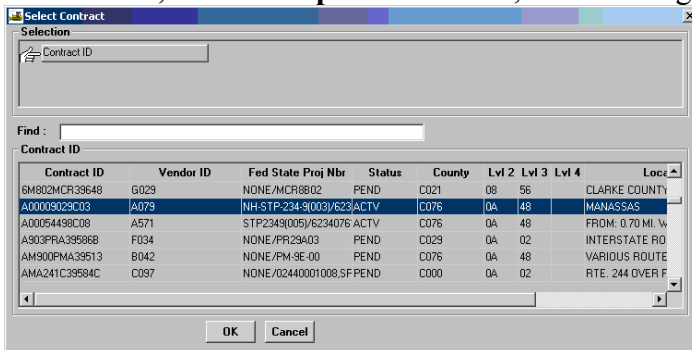 Select Contract
Selection
Contract ID
Find :
Contract ID
Contract ID Vendor ID Fed State Proj Nbr Status County Lvl 2 Lvl 3 Lvl 4 Loca
6M802MCR39648 G029 NONE/MCR8B02 PEND C021 08 56 CLARKE COUNTY
A00009029C03 A079 NH-STP-234-9(003)/623 ACTV C076 0A 48 MANASSAS
A00054498C08 A571 STP2349(005)/6234076 ACTV C076 0A 48 FROM: 0.70 MI. W
A903PRA39586B F034 NONE/PR29A03 PEND C029 0A 02 INTERSTATE RO
AM900PMA39513 B042 NONE/PM-9E-00 PEND C076 0A 48 VARIOUS ROUTE
AMA241C39584C C097 NONE/02440001008,SF PEND C000 0A 02 RTE. 244 OVER F
OK Cancel